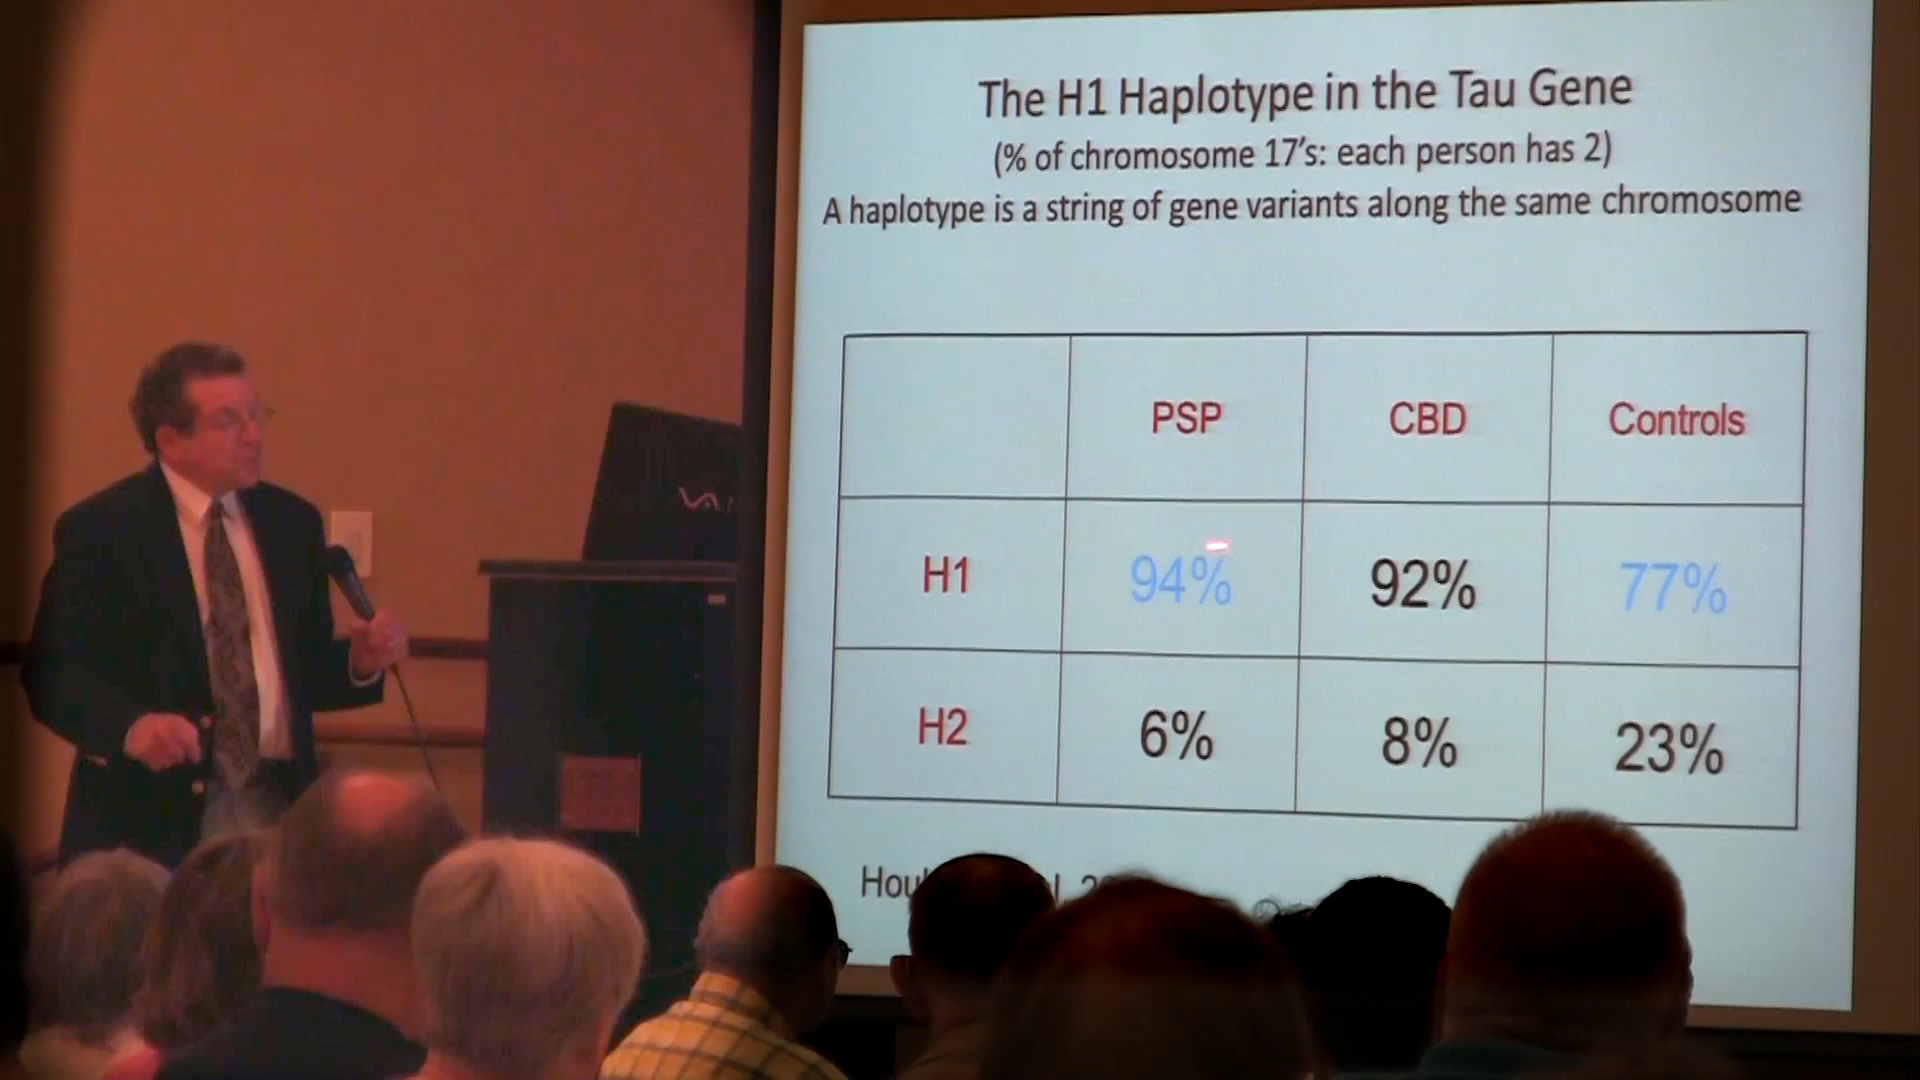 The H1 Haplotype in the Tau Gene
(% of chromosome 17's: each person has 2)
A haplotype is a string of gene variants along the same chromosome
PSP CBD Controls
H1 94% 92% 77%
H2 6% 8% 23%